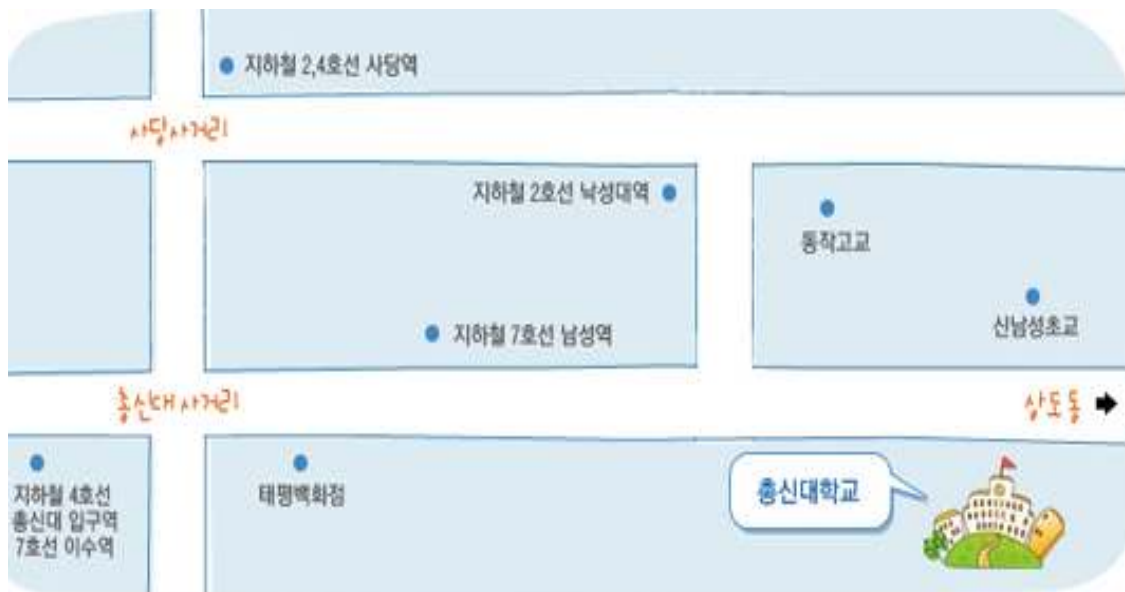 지하철 2,4호선 사당역
사당사거리
지하철 2호선 낙성대역
동작고교
신남성초교
지하철 7호선 남성역
총신대 사거리
상도동
지하철 4호선
총신대 입구역
7호선 이수역
태평백화점
총신대학교